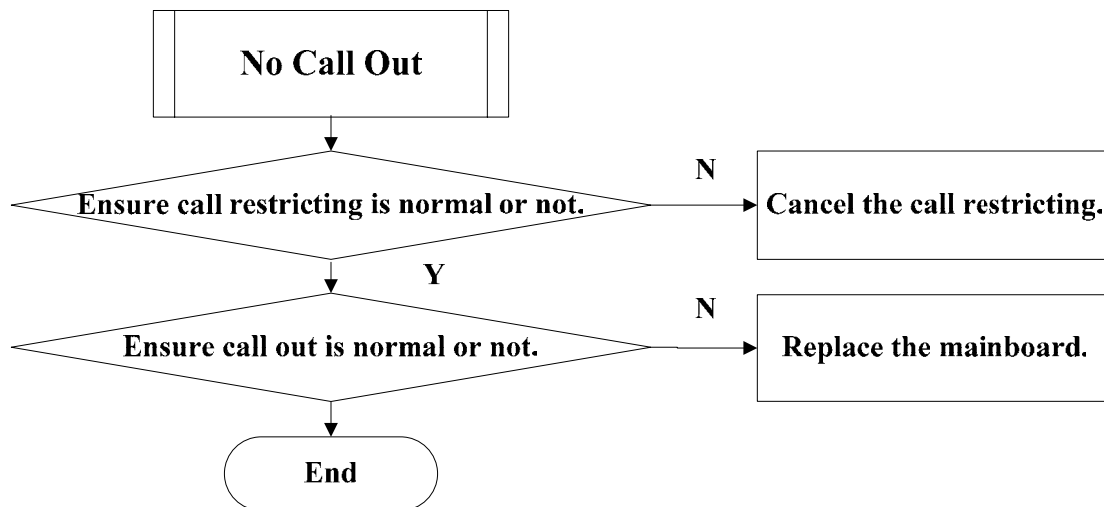 No Call Out
N
Ensure call restricting is normal or not.
Cancel the call restricting.
Y
N
Ensure call out is normal or not.
Replace the mainboard.
End